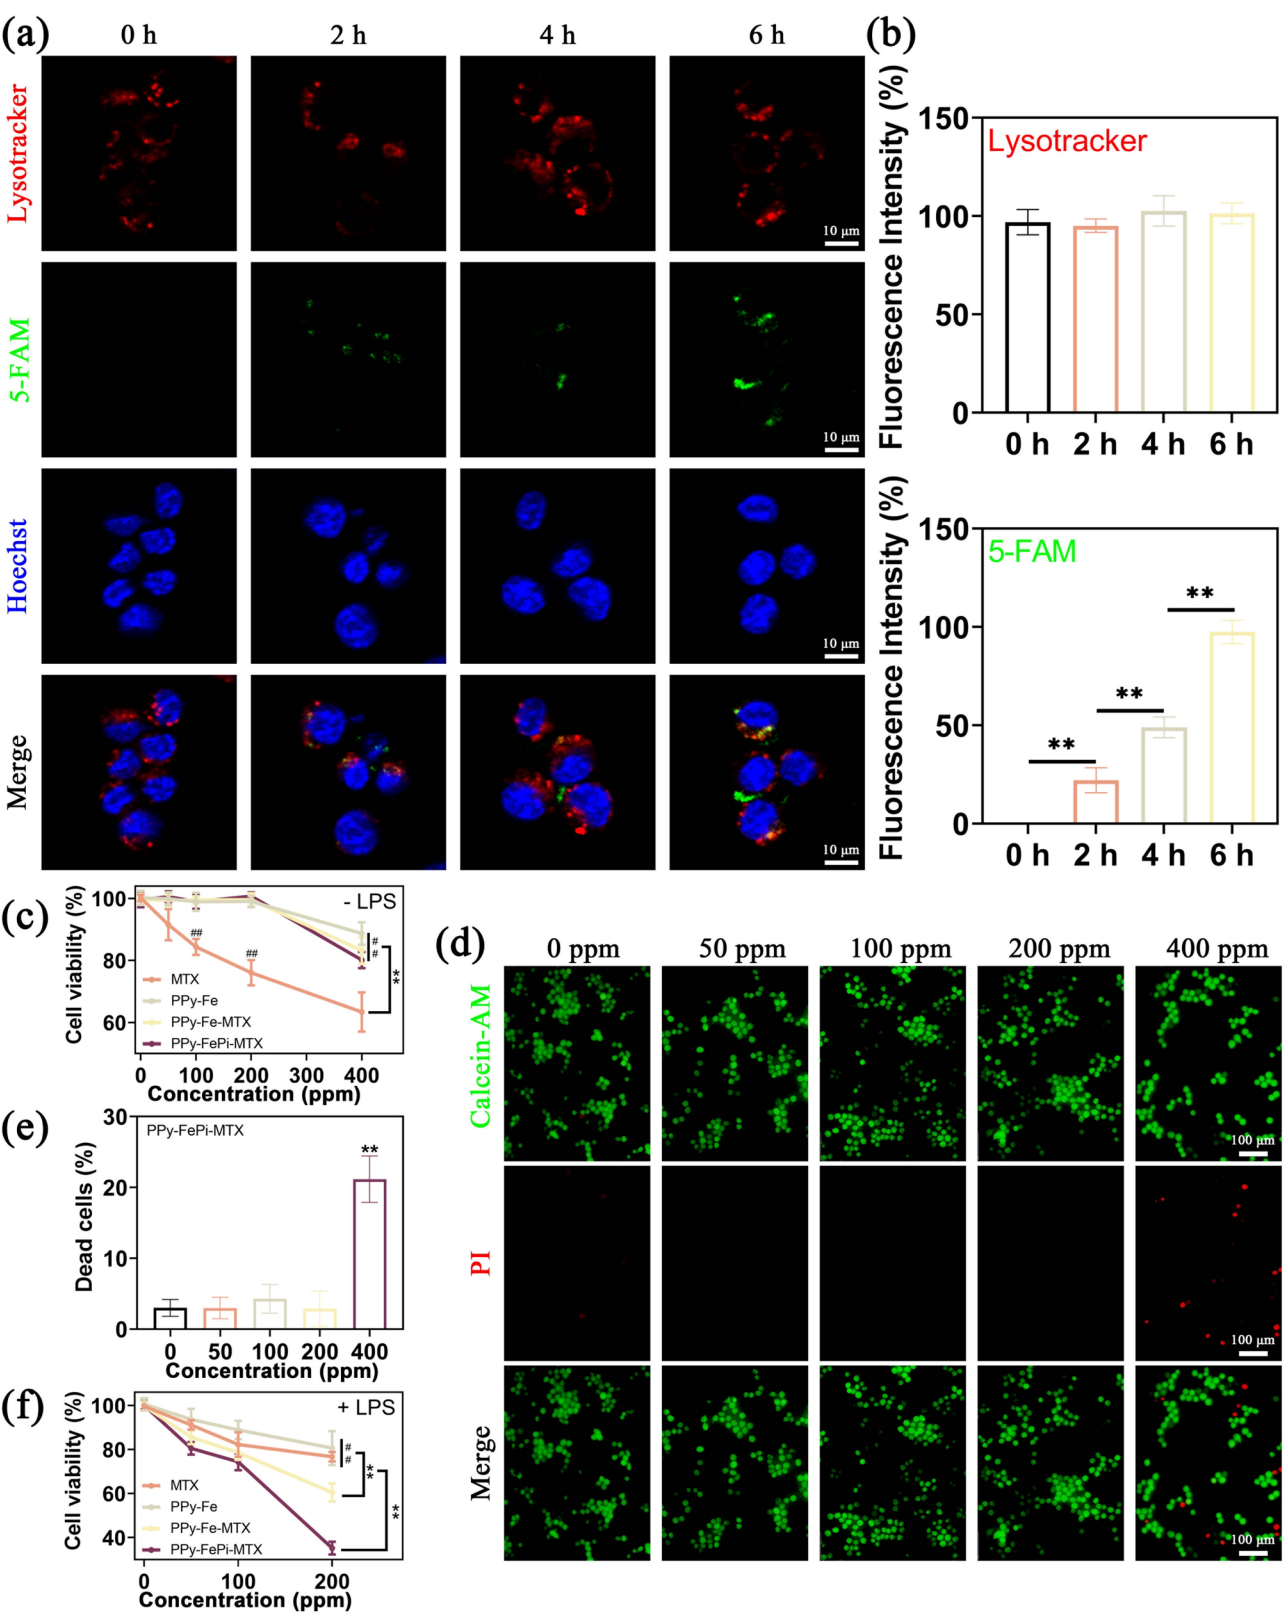 (a)
0 h
2 h
4 h
6 h
Lysotracker
10 μm
5-FAM
10 μm
Hoechst
10 μm
Merge
10 μm
(b)
Fluorescence Intensity (%)
150
100
50
0
Lysotracker
0 h
2 h
4 h
6 h
Fluorescence Intensity (%)
150
100
50
0
5-FAM
**
**
**
0 h
2 h
4 h
6 h
(c)
Cell viability (%)
100
80
60
- LPS
##
##
##
**
MTX
PPy-Fe
PPy-Fe-MTX
PPy-FePi-MTX
0
100
200
300
400
Concentration (ppm)
(d)
0 ppm
50 ppm
100 ppm
200 ppm
400 ppm
Calcein-AM
100 μm
PI
100 μm
Merge
100 μm
(e)
Dead cells (%)
30
20
10
0
PPy-FePi-MTX
**
0
50
100
200
400
Concentration (ppm)
(f)
Cell viability (%)
100
80
60
40
+ LPS
##
**
**
MTX
PPy-Fe
PPy-Fe-MTX
PPy-FePi-MTX
0
100
200
Concentration (ppm)